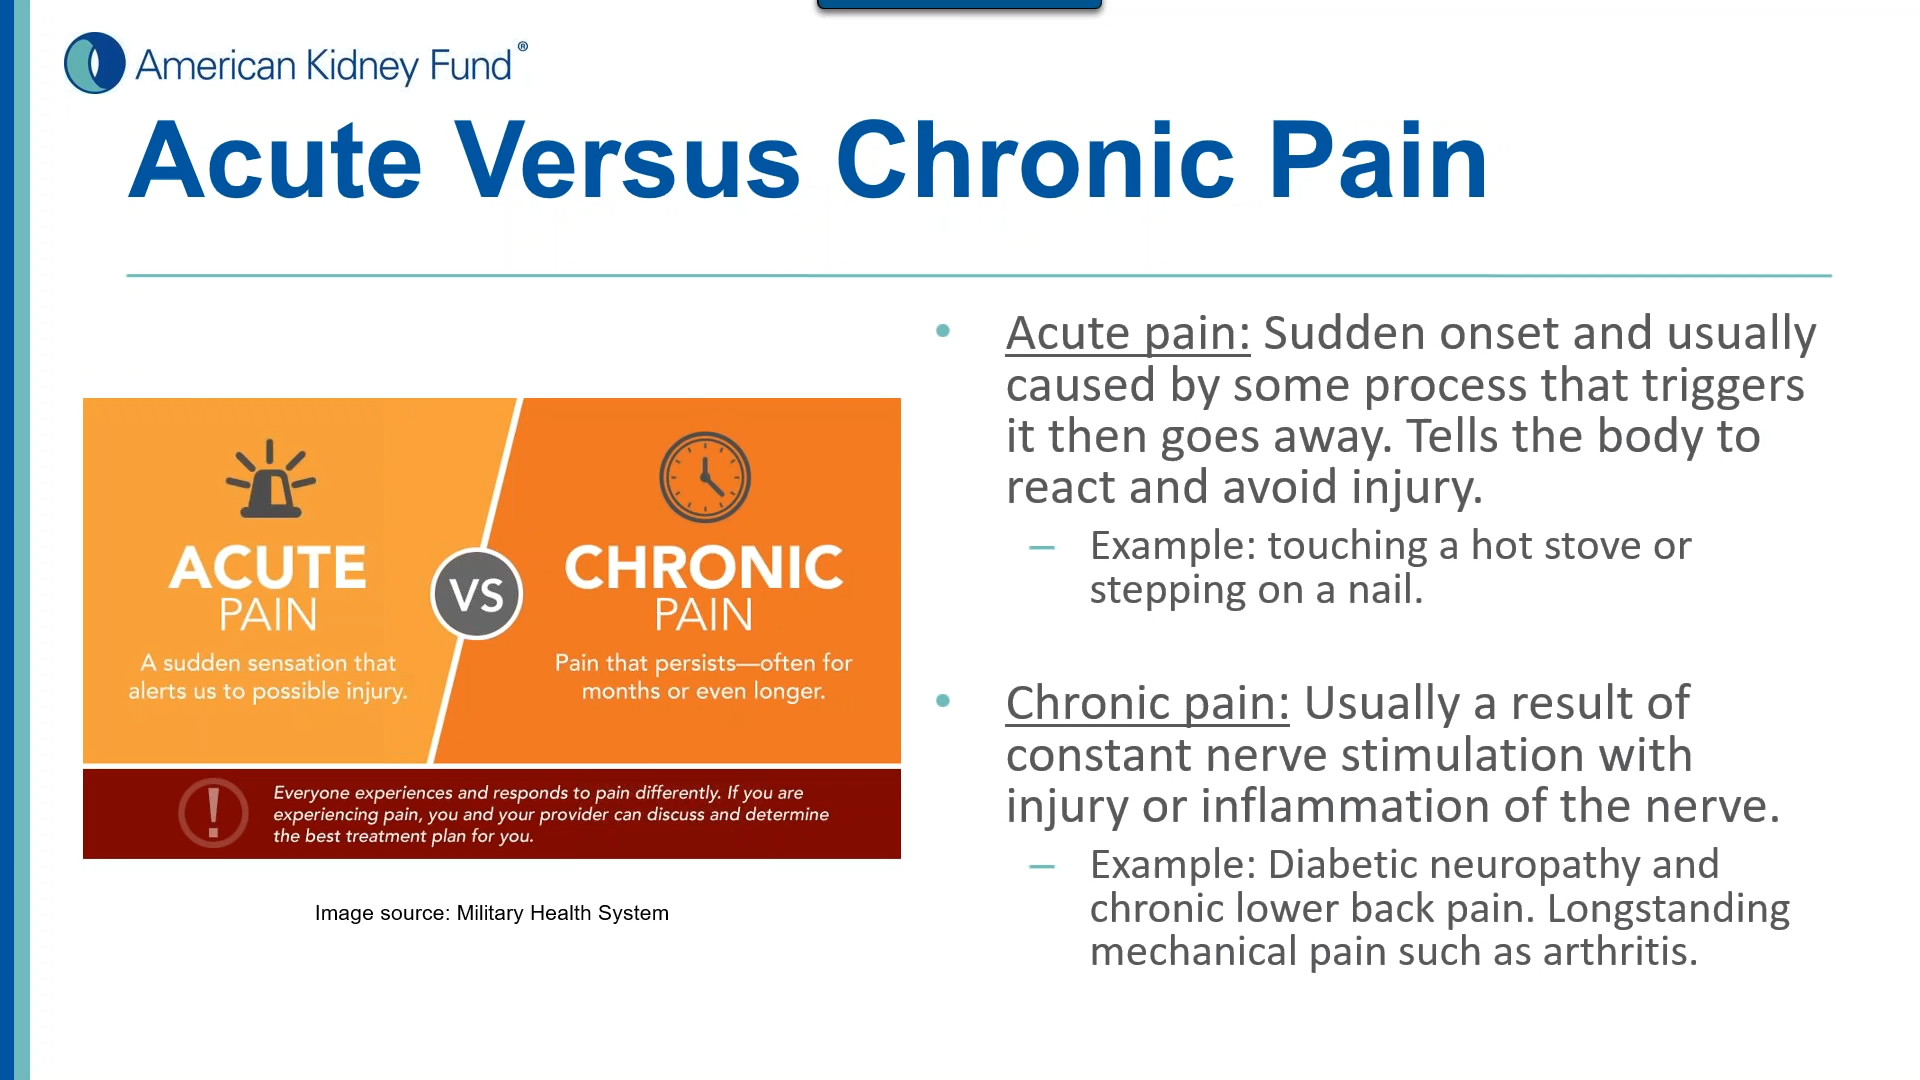 American Kidney Fund®
Acute Versus Chronic Pain
ACUTE
PAIN
A sudden sensation that
alerts us to possible injury.
VS
CHRONIC
PAIN
Pain that persists—often for
months or even longer.
!
Everyone experiences and responds to pain differently. If you are
experiencing pain, you and your provider can discuss and determine
the best treatment plan for you.
Image source: Military Health System
• Acute pain: Sudden onset and usually
caused by some process that triggers
it then goes away. Tells the body to
react and avoid injury.
– Example: touching a hot stove or
stepping on a nail.
• Chronic pain: Usually a result of
constant nerve stimulation with
injury or inflammation of the nerve.
– Example: Diabetic neuropathy and
chronic lower back pain. Longstanding
mechanical pain such as arthritis.